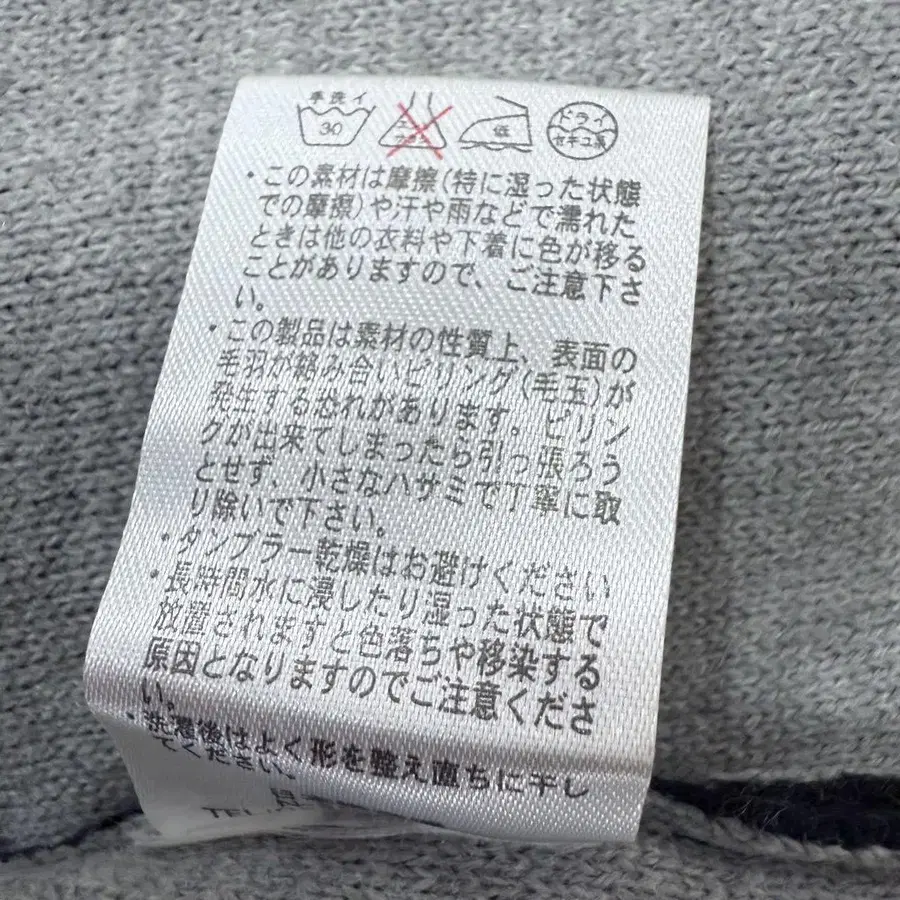 手洗イ
30
エンソ
サラシ
低
ドライ
セキユ系
・この素材は摩擦(特に湿った状態
での摩擦)や汗や雨などで濡れた
ときは他の衣料や下着に色が移る
ことがありますので、ご注意下さ
い。
・この製品は素材の性質上、表面の
毛羽が絡み合いピリング(毛玉)が
発生する恐れがあります。ピリン
グが出来てしまったら引っ張ろう
とせず、小さなハサミで丁寧に取
り除いで下さい。
・タンブラー乾燥はお避けください
・長時間水に浸したり湿った状態で
放置されますと色落ちや移染する
原因となりますのでご注意くださ
い。
・洗濯後はよく形を整え直ちに干し
てください。
TEL